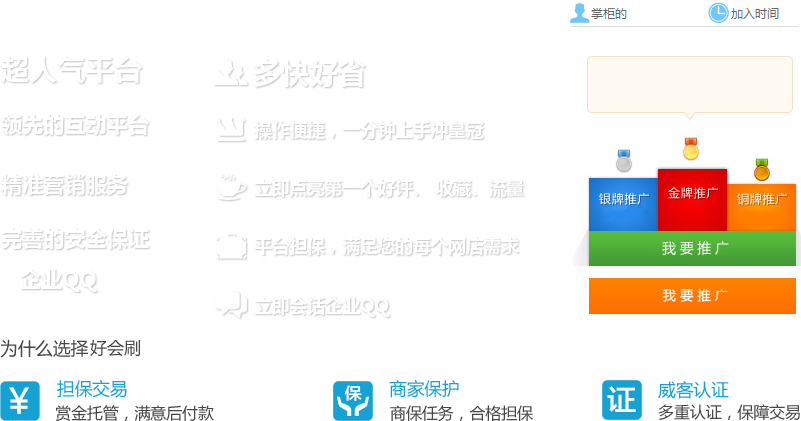 掌柜的
加入时间
超人气平台
多快好省
领先的互动平台
操作便捷，一分钟上手冲皇冠
精准营销服务
立即点亮第一个好评、 收藏、流量
完善的安全保证
平台担保，满足您的每个网店需求
企业QQ
立即会话企业QQ
银牌推广
金牌推广
铜牌推广
我要推广
我要推广
为什么选择好会刷
¥
担保交易
赏金托管，满意后付款
保
商家保护
商保任务，合格担保
证
威客认证
多重认证，保障交易